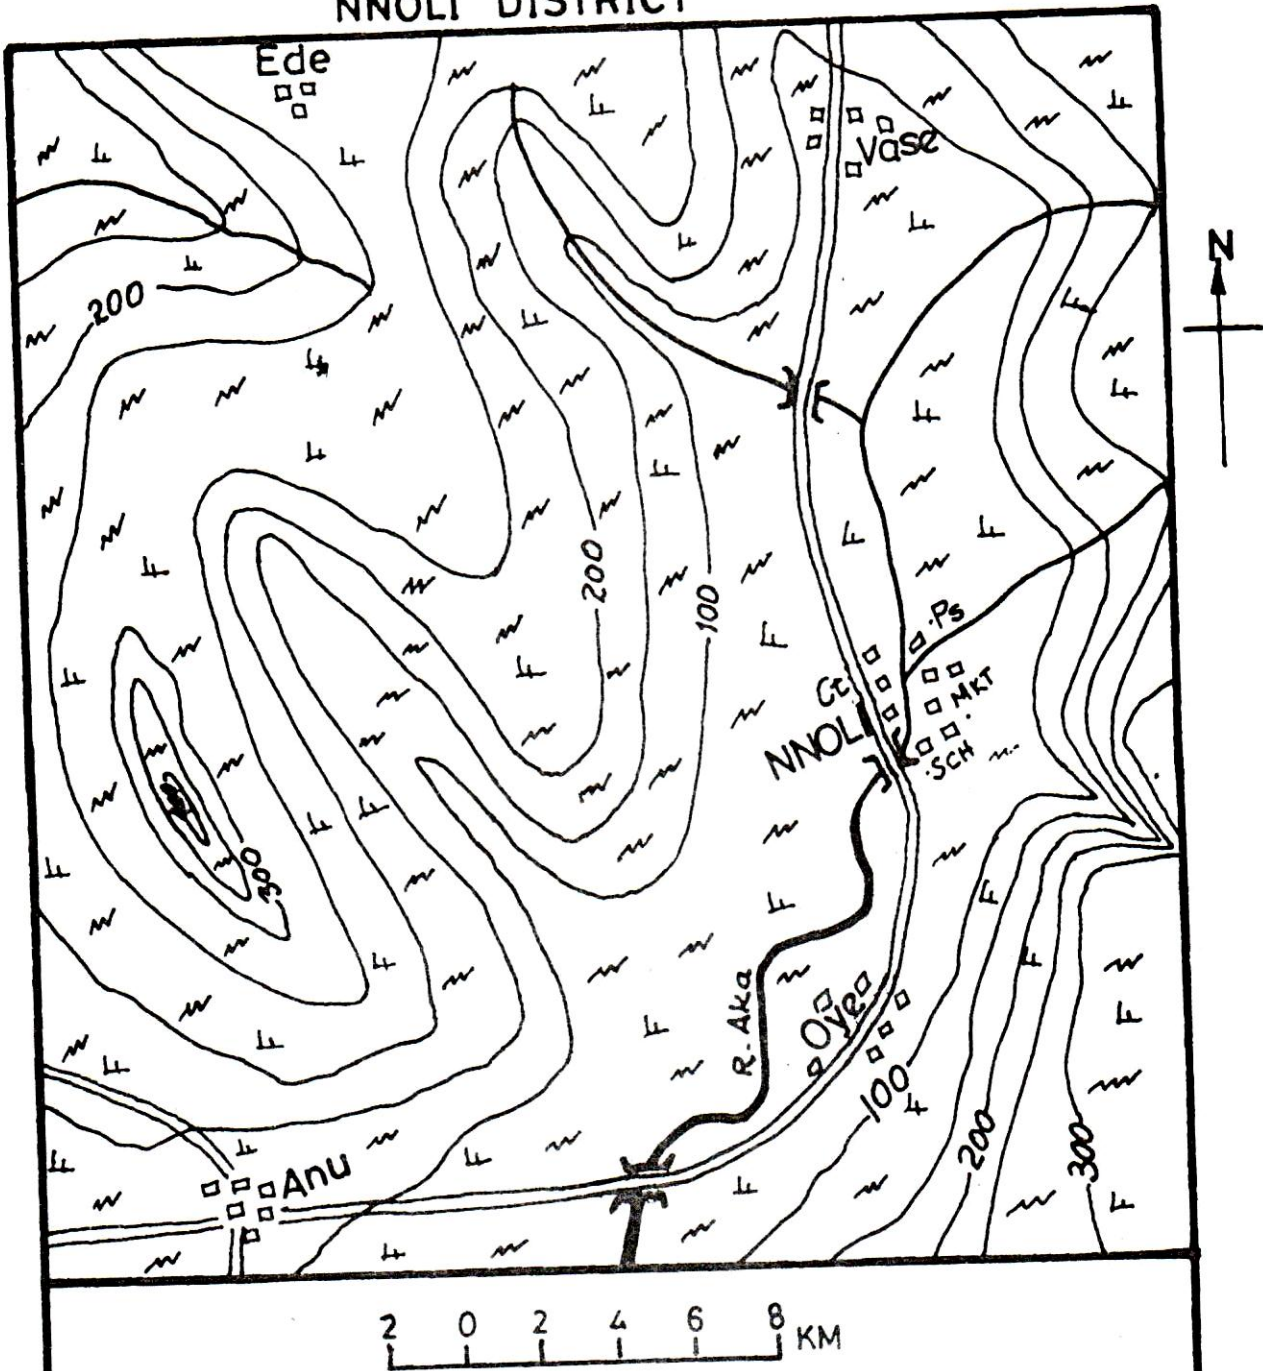 NNOLI DISTRICT
Ede
Vase
N
200
200
100
Ps
Ct
MKT
NNOLI
SCH
300
R. Aka
Oye
100
200
300
Anu
2 0 2 4 6 8 KM